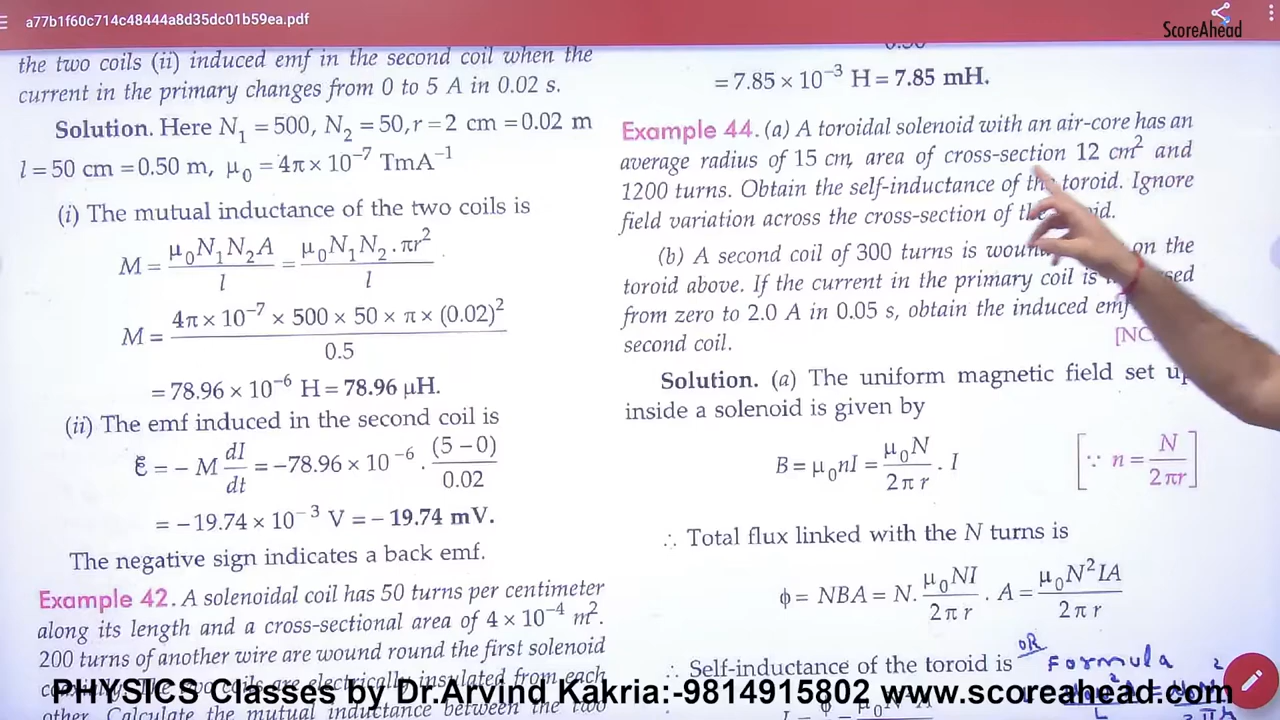 a77b1f60c714c48444a8d35dc01b59ea.pdf
ScoreAhead
the two coils (ii) induced emf in the second coil when the
current in the primary changes from 0 to 5 A in 0.02 s.
Solution. Here N₁ = 500, N₂ = 50, r = 2 cm = 0.02 m
l = 50 cm = 0.50 m, μ₀ = 4π × 10⁻⁷ TmA⁻¹
(i) The mutual inductance of the two coils is
M = μ₀N₁N₂A / l = μ₀N₁N₂ . πr² / l
M = 4π × 10⁻⁷ × 500 × 50 × π × (0.02)² / 0.5
= 78.96 × 10⁻⁶ H = 78.96 μH.
(ii) The emf induced in the second coil is
ℰ = − M dI/dt = −78.96 × 10⁻⁶ . (5 − 0) / 0.02
= −19.74 × 10⁻³ V = − 19.74 mV.
The negative sign indicates a back emf.
Example 42. A solenoidal coil has 50 turns per centimeter
along its length and a cross-sectional area of 4 × 10⁻⁴ m².
200 turns of another wire are wound round the first solenoid
= 7.85 × 10⁻³ H = 7.85 mH.
Example 44. (a) A toroidal solenoid with an air-core has an
average radius of 15 cm, area of cross-section 12 cm² and
1200 turns. Obtain the self-inductance of the toroid. Ignore
field variation across the cross-section of the
(b) A second coil of 300 turns is on the
toroid above. If the current in the primary coil is
from zero to 2.0 A in 0.05 s, obtain the induced emf
second coil.
Solution. (a) The uniform magnetic field set up
inside a solenoid is given by
B = μ₀nI = μ₀N / 2π r . I [∵ n = N / 2πr]
∴ Total flux linked with the N turns is
ϕ = NBA = N. μ₀NI / 2π r . A = μ₀N²IA / 2π r
∴ Self-inductance of the toroid is OR Formula
PHYSICS Classes by Dr.Arvind Kakria:-9814915802 www.scoreahead.com